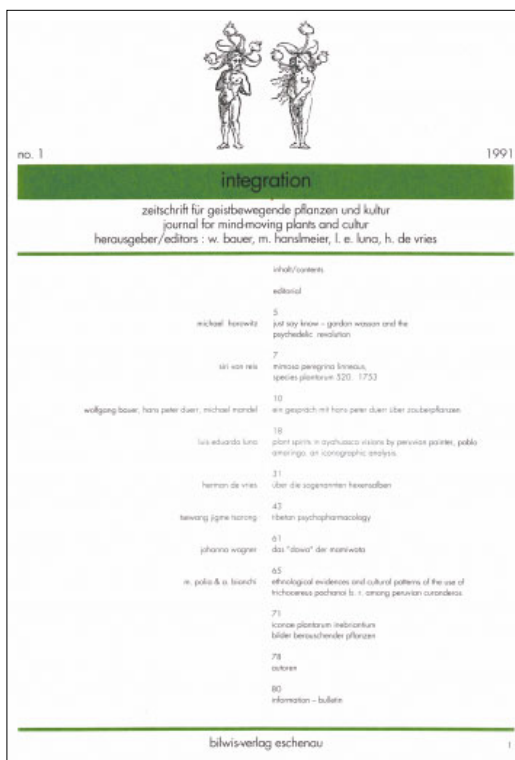 no. 1 1991
integration
zeitschrift für geistbewegende pflanzen und kultur
journal for mind-moving plants and cultur
herausgeber/editors : w. bauer, m. hanslmeier, l. e. luna, h. de vries
inhalt/contents
editorial
5
michael horowitz just say know – gordon wasson and the
psychedelic revolution
7
siri von reis mimosa peregrina linneaus,
species plantarum 520. 1753
10
wolfgang bauer, hans peter duerr, michael mandel ein gespräch mit hans peter duerr über zauberpflanzen
18
luis eduardo luna plant spirits in ayahuasca visions by peruvian painter, pablo
amaringo. an iconographic analysis.
31
herman de vries über die sogenannten hexensalben
43
tsewang jigme tsarong tibetan psychopharmacology
61
johanna wagner das "dawa" der mamiwata
65
m. polia & a. bianchi ethnological evidences and cultural patterns of the use of
trichocereus pachanoi b. r. among peruvian curanderos
71
iconae plantarum inebriantium
bilder berauschender pflanzen
78
autoren
80
information – bulletin
bilwis-verlag eschenau 1